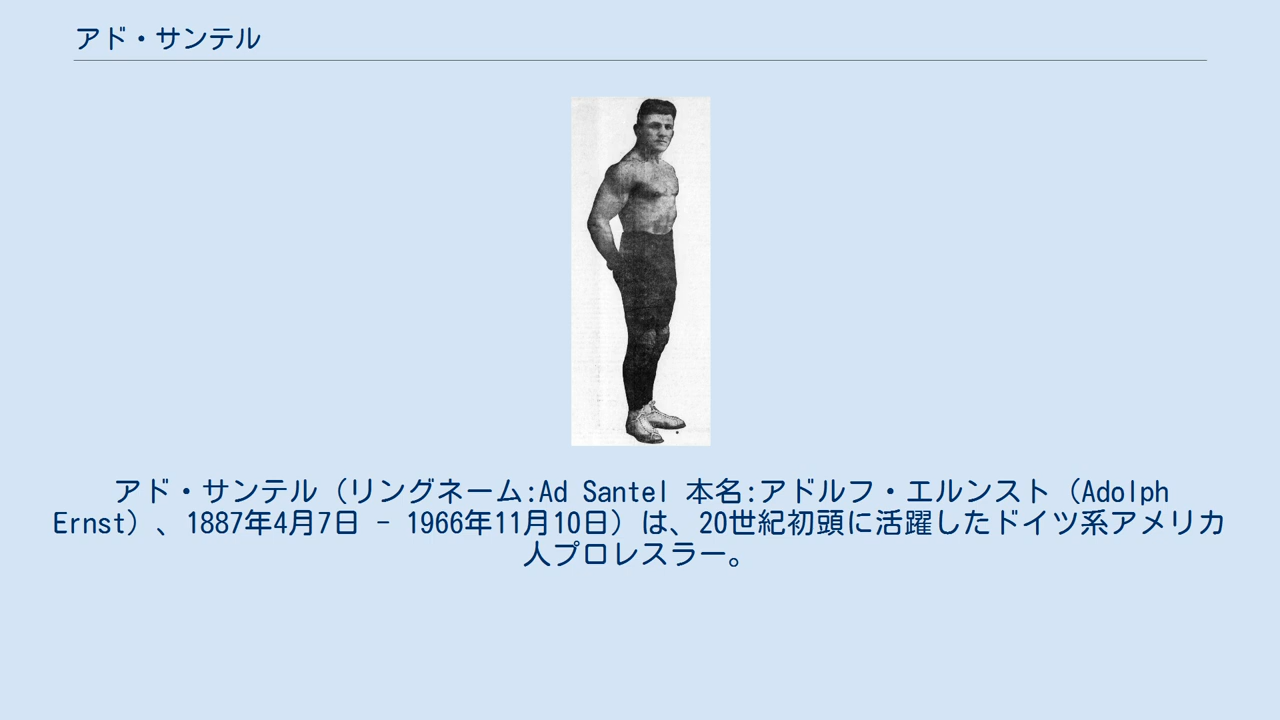 アド・サンテル
アド・サンテル（リングネーム:Ad Santel 本名:アドルフ・エルンスト（Adolph
Ernst）、1887年4月7日 - 1966年11月10日）は、20世紀初頭に活躍したドイツ系アメリカ
人プロレスラー。